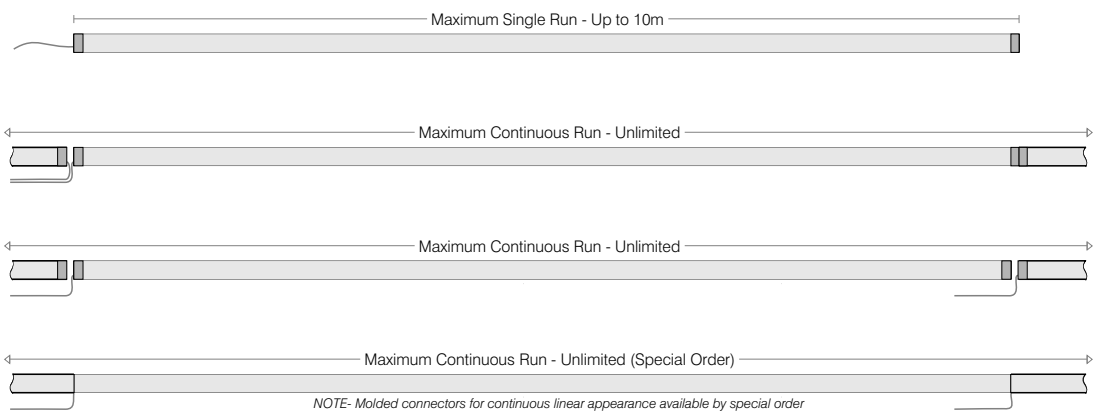 Maximum Single Run - Up to 10m
Maximum Continuous Run - Unlimited
Maximum Continuous Run - Unlimited
Maximum Continuous Run - Unlimited (Special Order)
NOTE- Molded connectors for continuous linear appearance available by special order